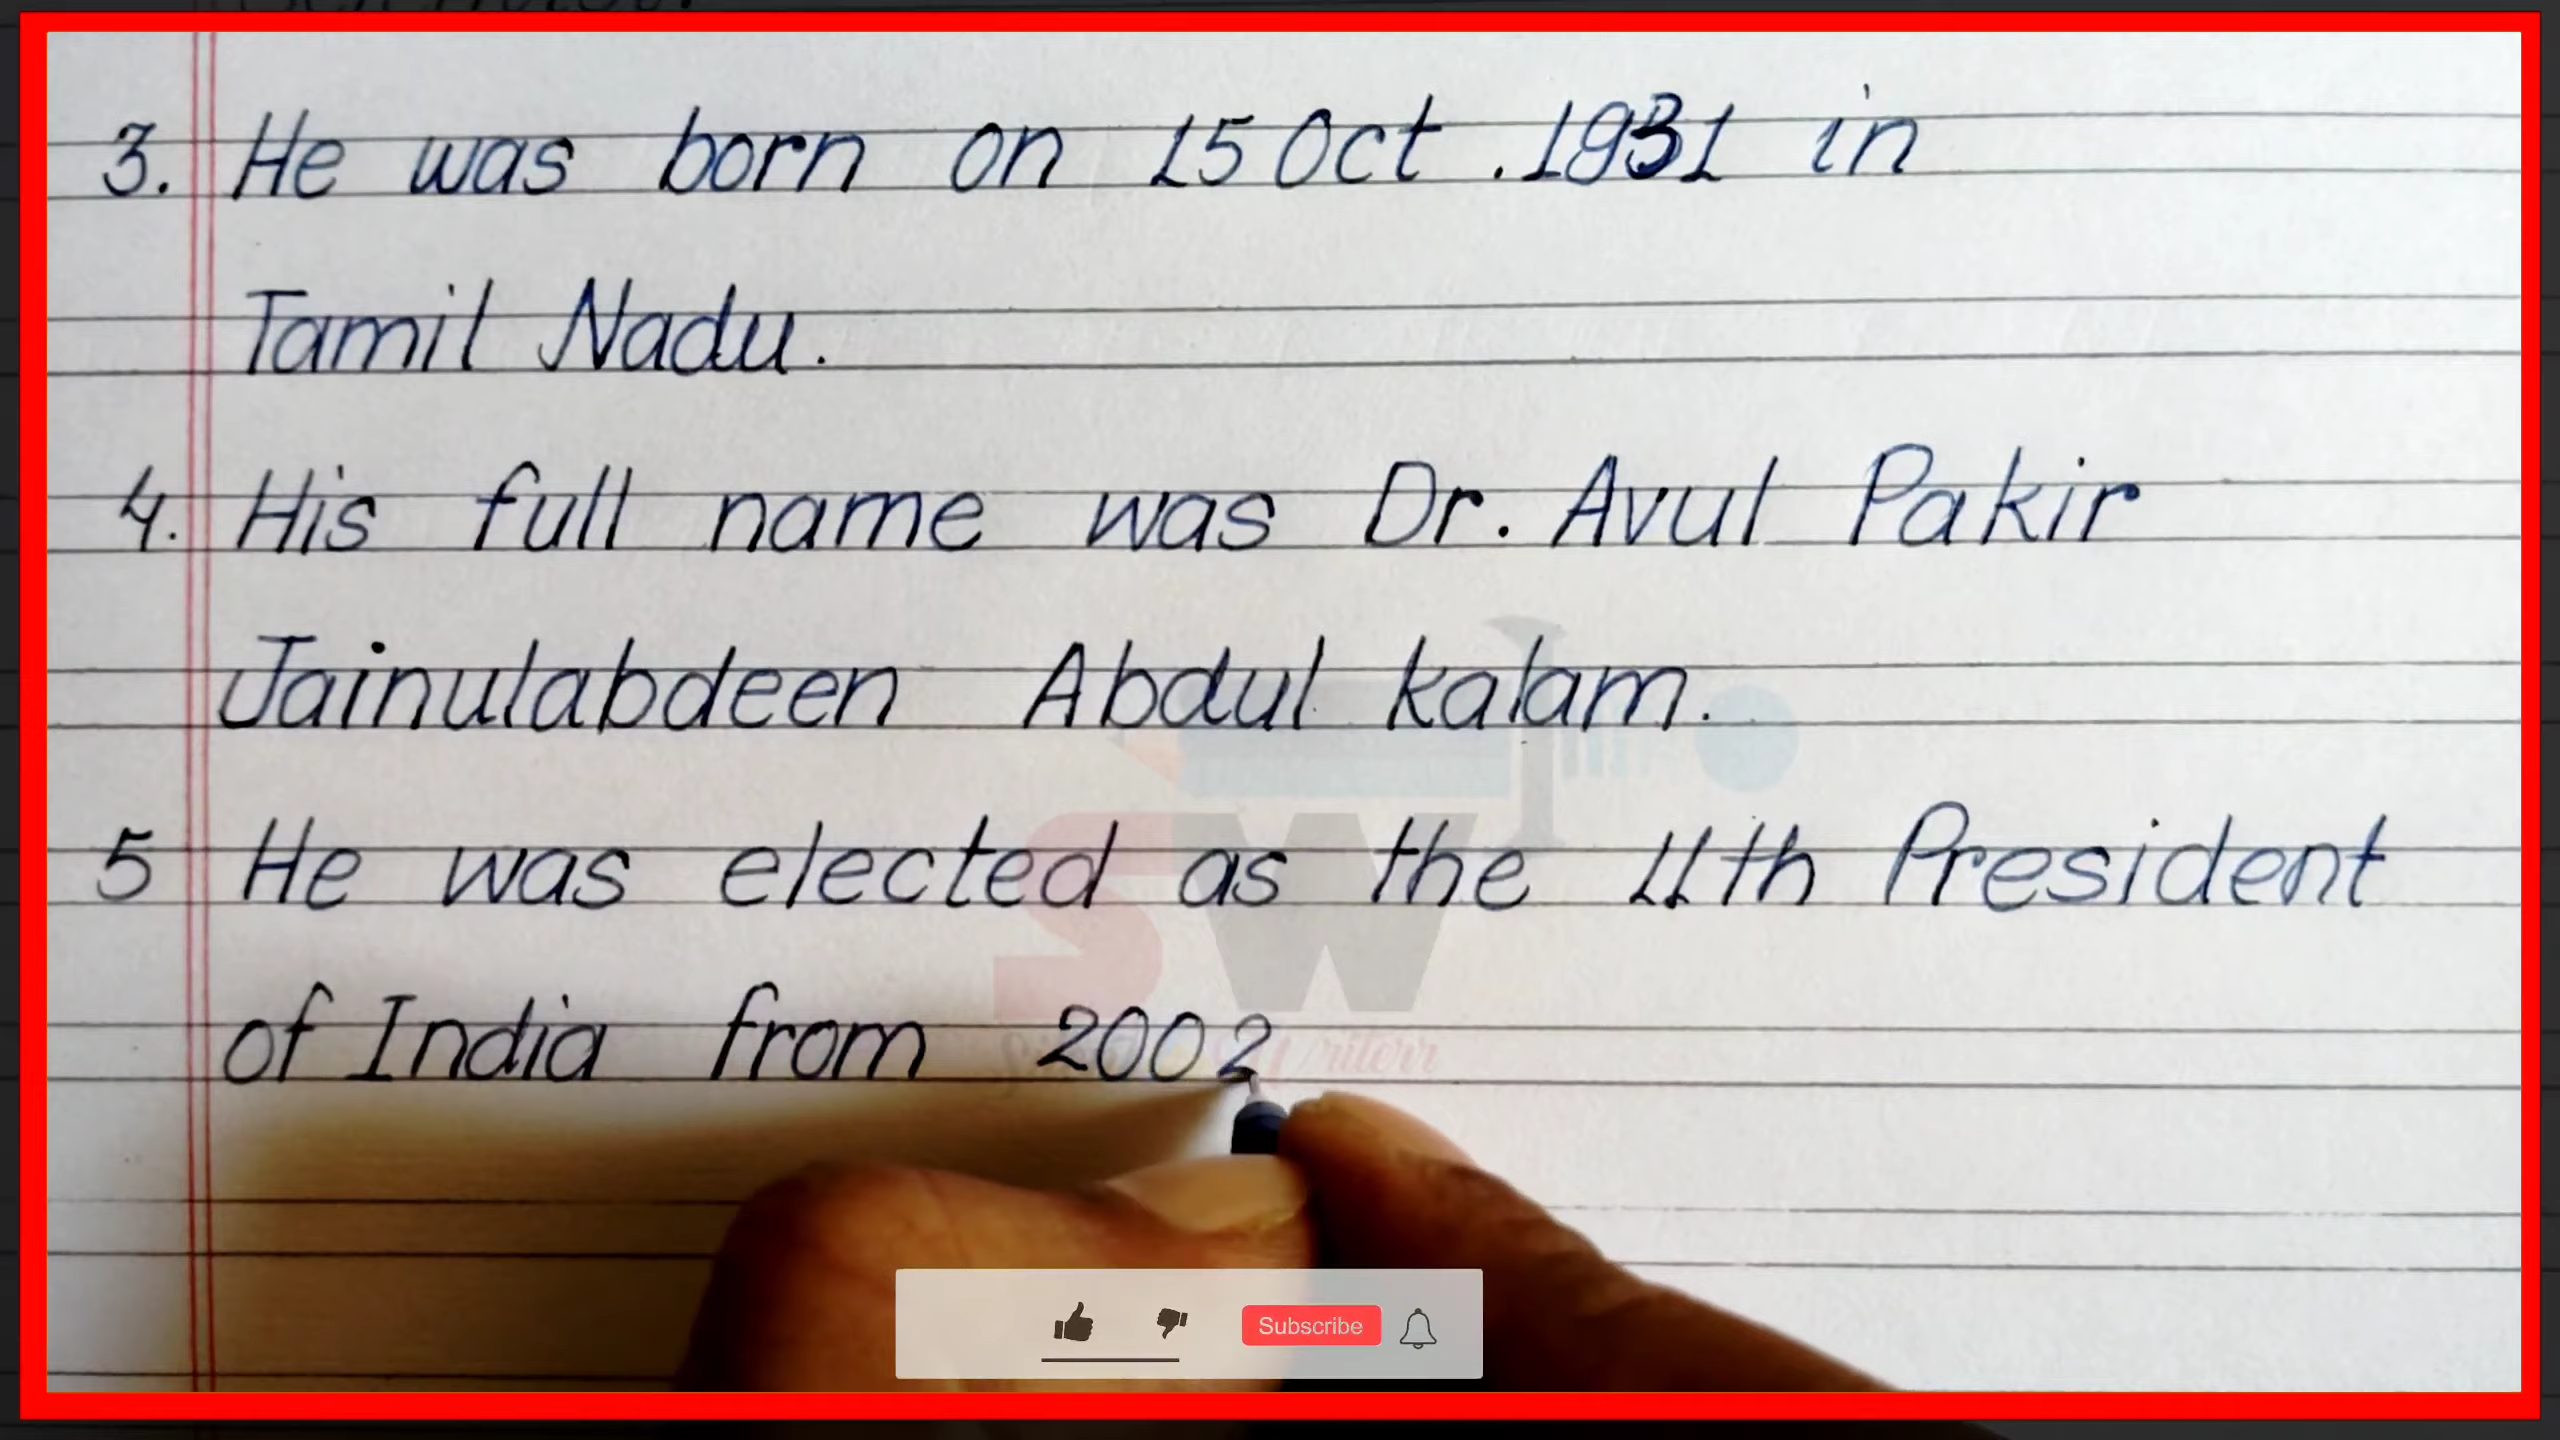 3. He was born on 15 Oct . 1931 in
Tamil Nadu.
4. His full name was Dr. Avul Pakir
Jainulabdeen Abdul kalam.
5 He was elected as the 11th President
of India from 2002
SW
Subscribe